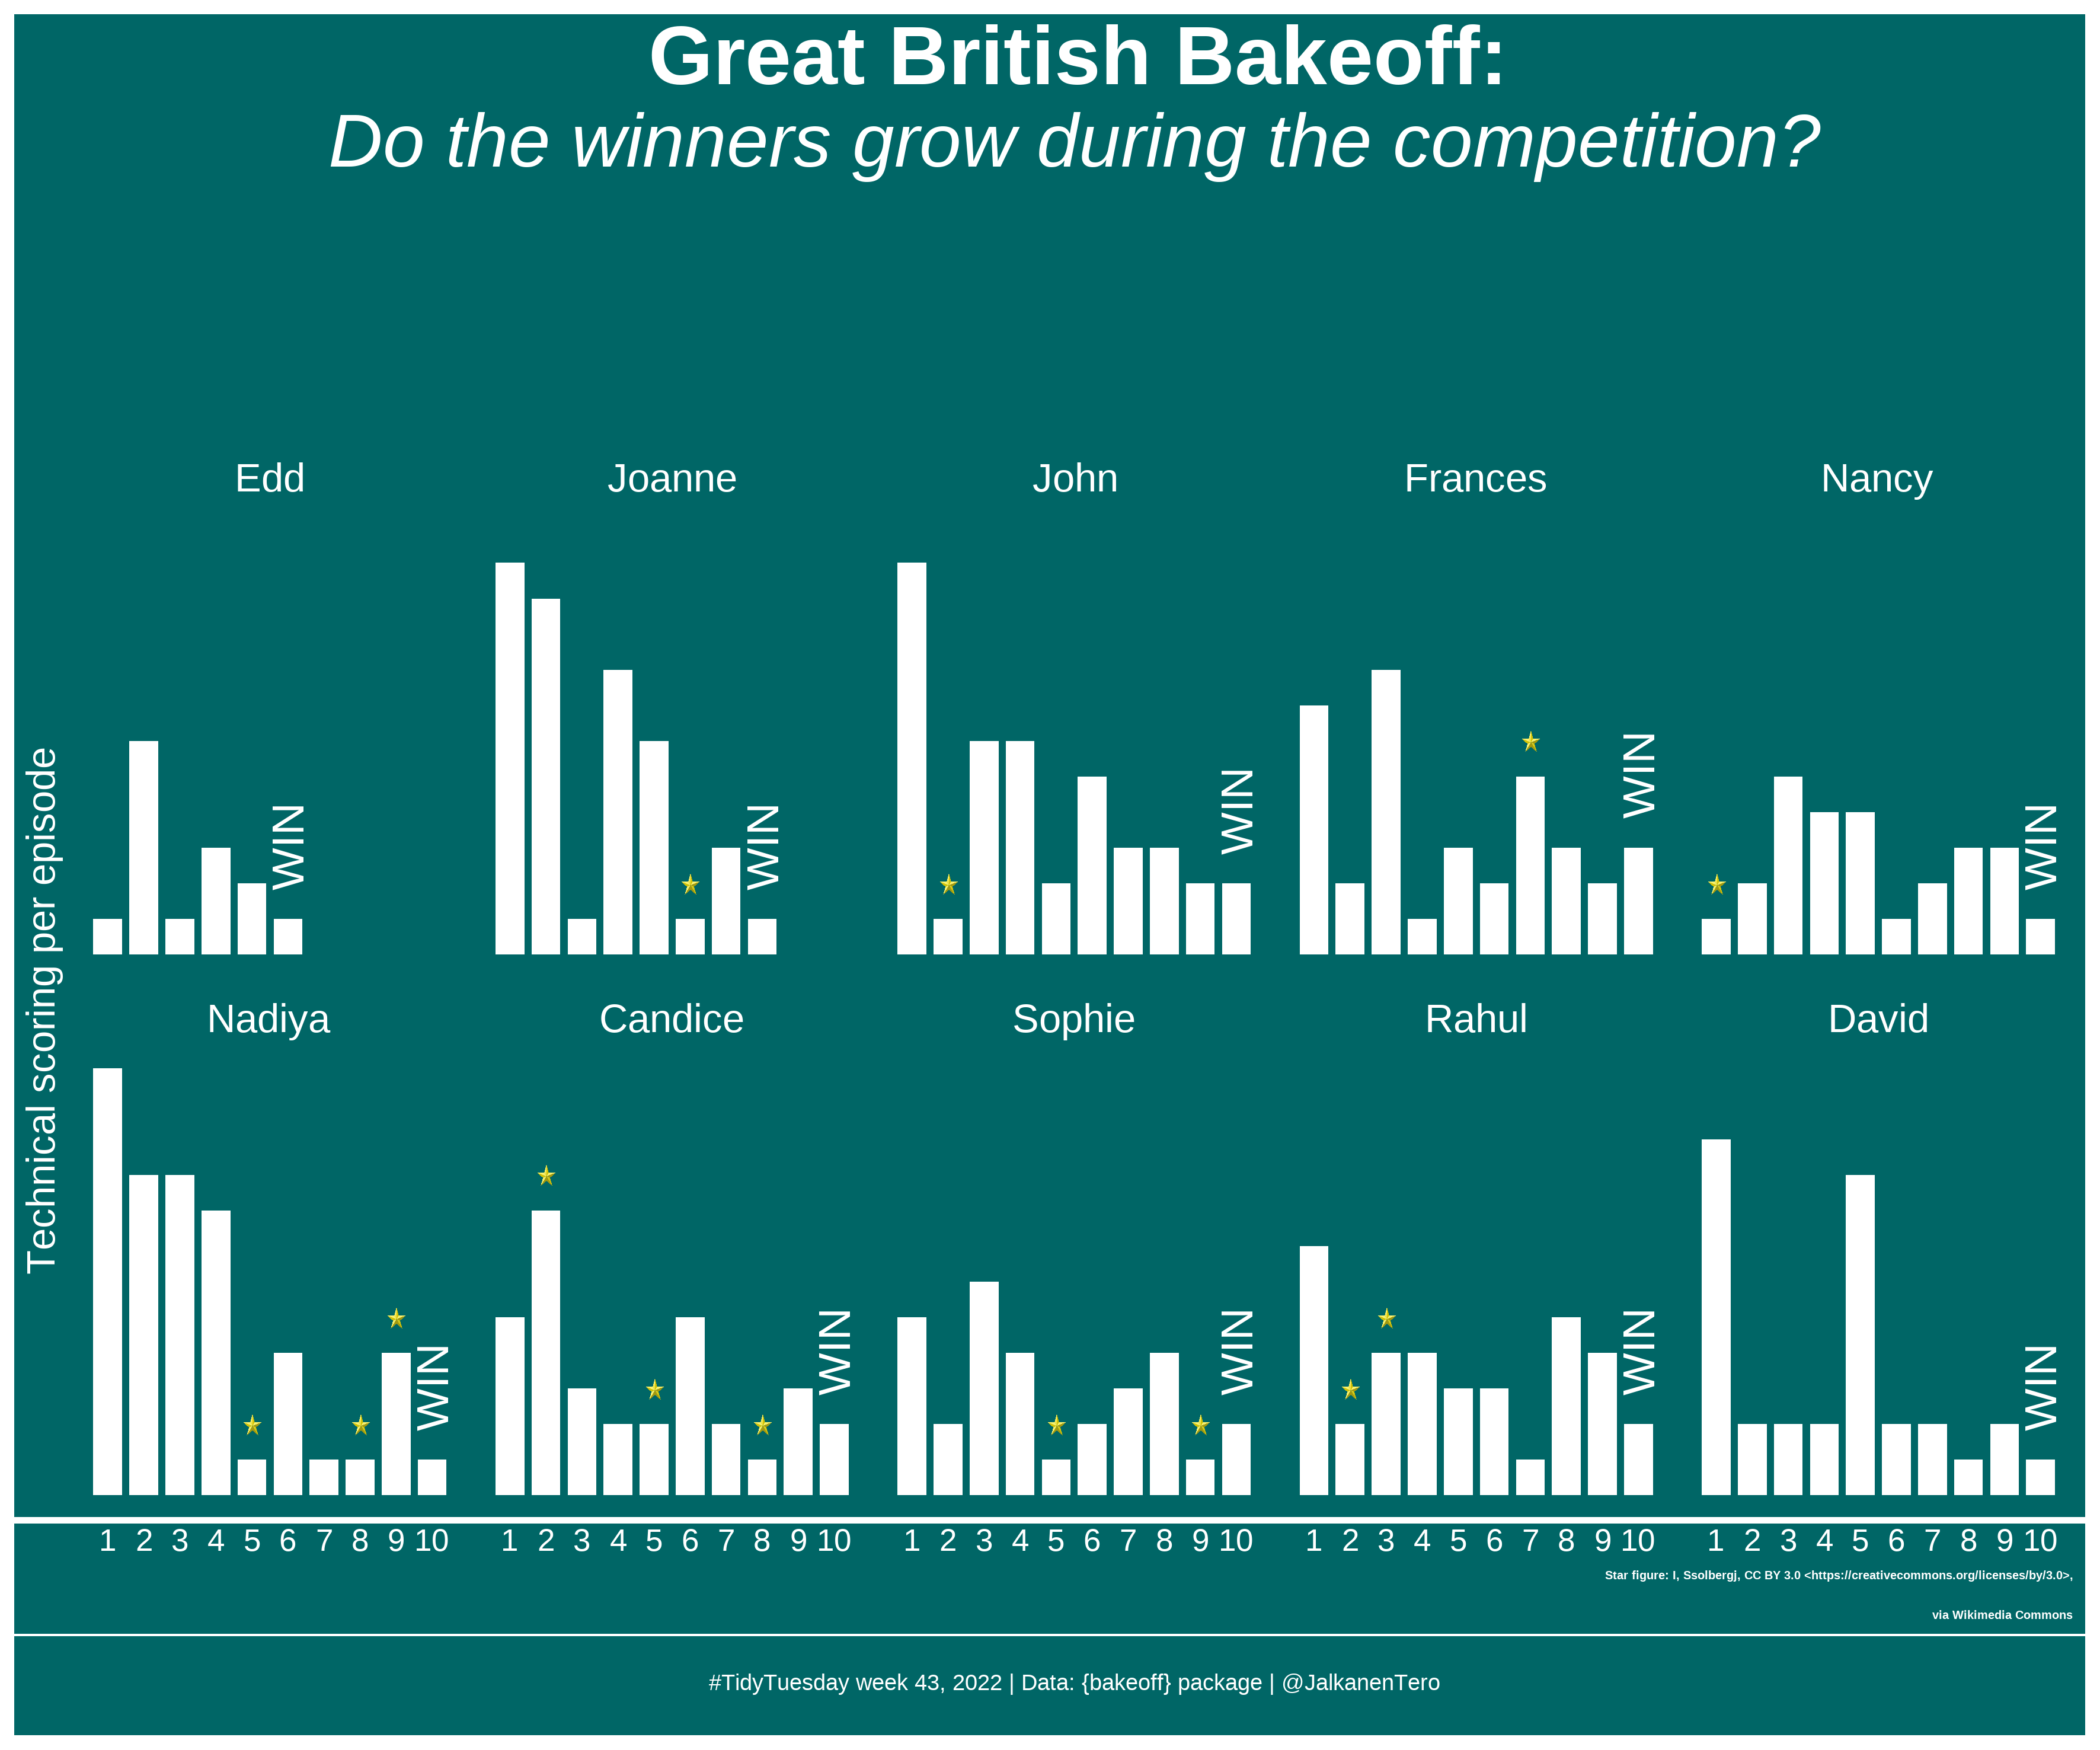 Great British Bakeoff:
Do the winners grow during the competition?
Technical scoring per episode
Edd
Joanne
John
Frances
Nancy
WIN
WIN
WIN
WIN
WIN
Nadiya
Candice
Sophie
Rahul
David
WIN
WIN
WIN
WIN
WIN
1 2 3 4 5 6 7 8 9 10
1 2 3 4 5 6 7 8 9 10
1 2 3 4 5 6 7 8 9 10
1 2 3 4 5 6 7 8 9 10
1 2 3 4 5 6 7 8 9 10
Star figure: I, Ssolbergj, CC BY 3.0 <https://creativecommons.org/licenses/by/3.0>,
via Wikimedia Commons
#TidyTuesday week 43, 2022 | Data: {bakeoff} package | @JalkanenTero